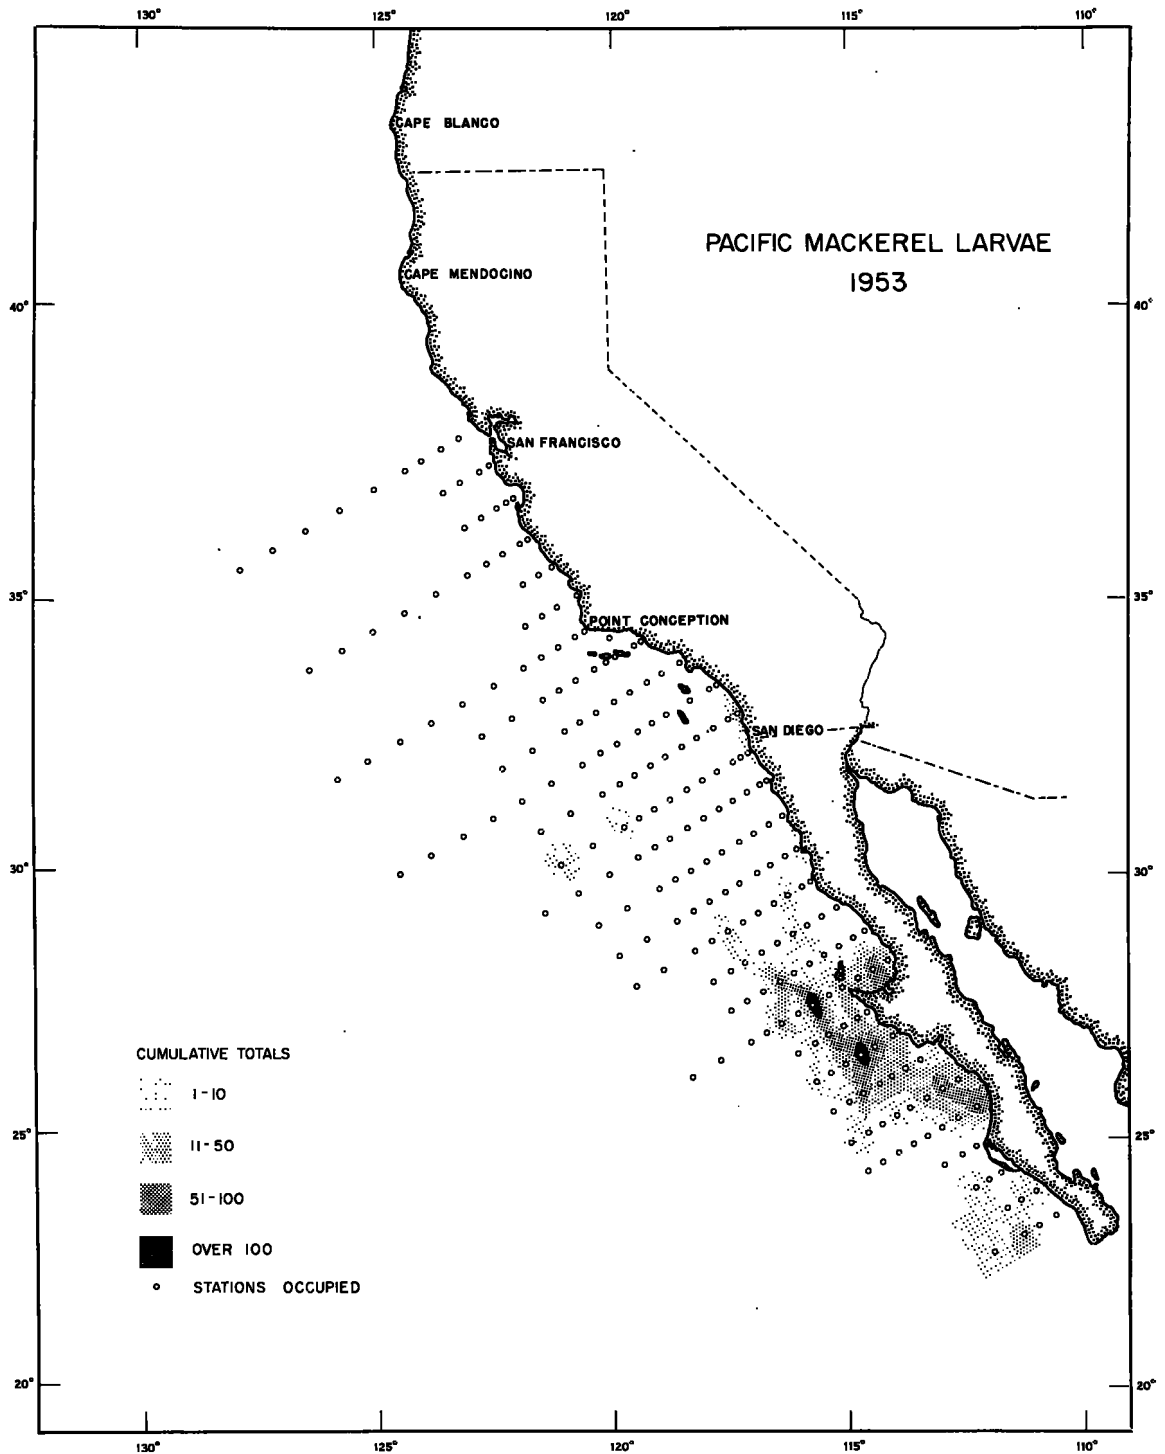 130° 125° 120° 115° 110°
CAPE BLANCO
PACIFIC MACKEREL LARVAE
1953
CAPE MENDOCINO
40° 40°
SAN FRANCISCO
35° 35°
POINT CONCEPTION
SAN DIEGO
30° 30°
CUMULATIVE TOTALS
1-10
25° 25°
11-50
51-100
OVER 100
STATIONS OCCUPIED
20° 20°
130° 125° 120° 115° 110°